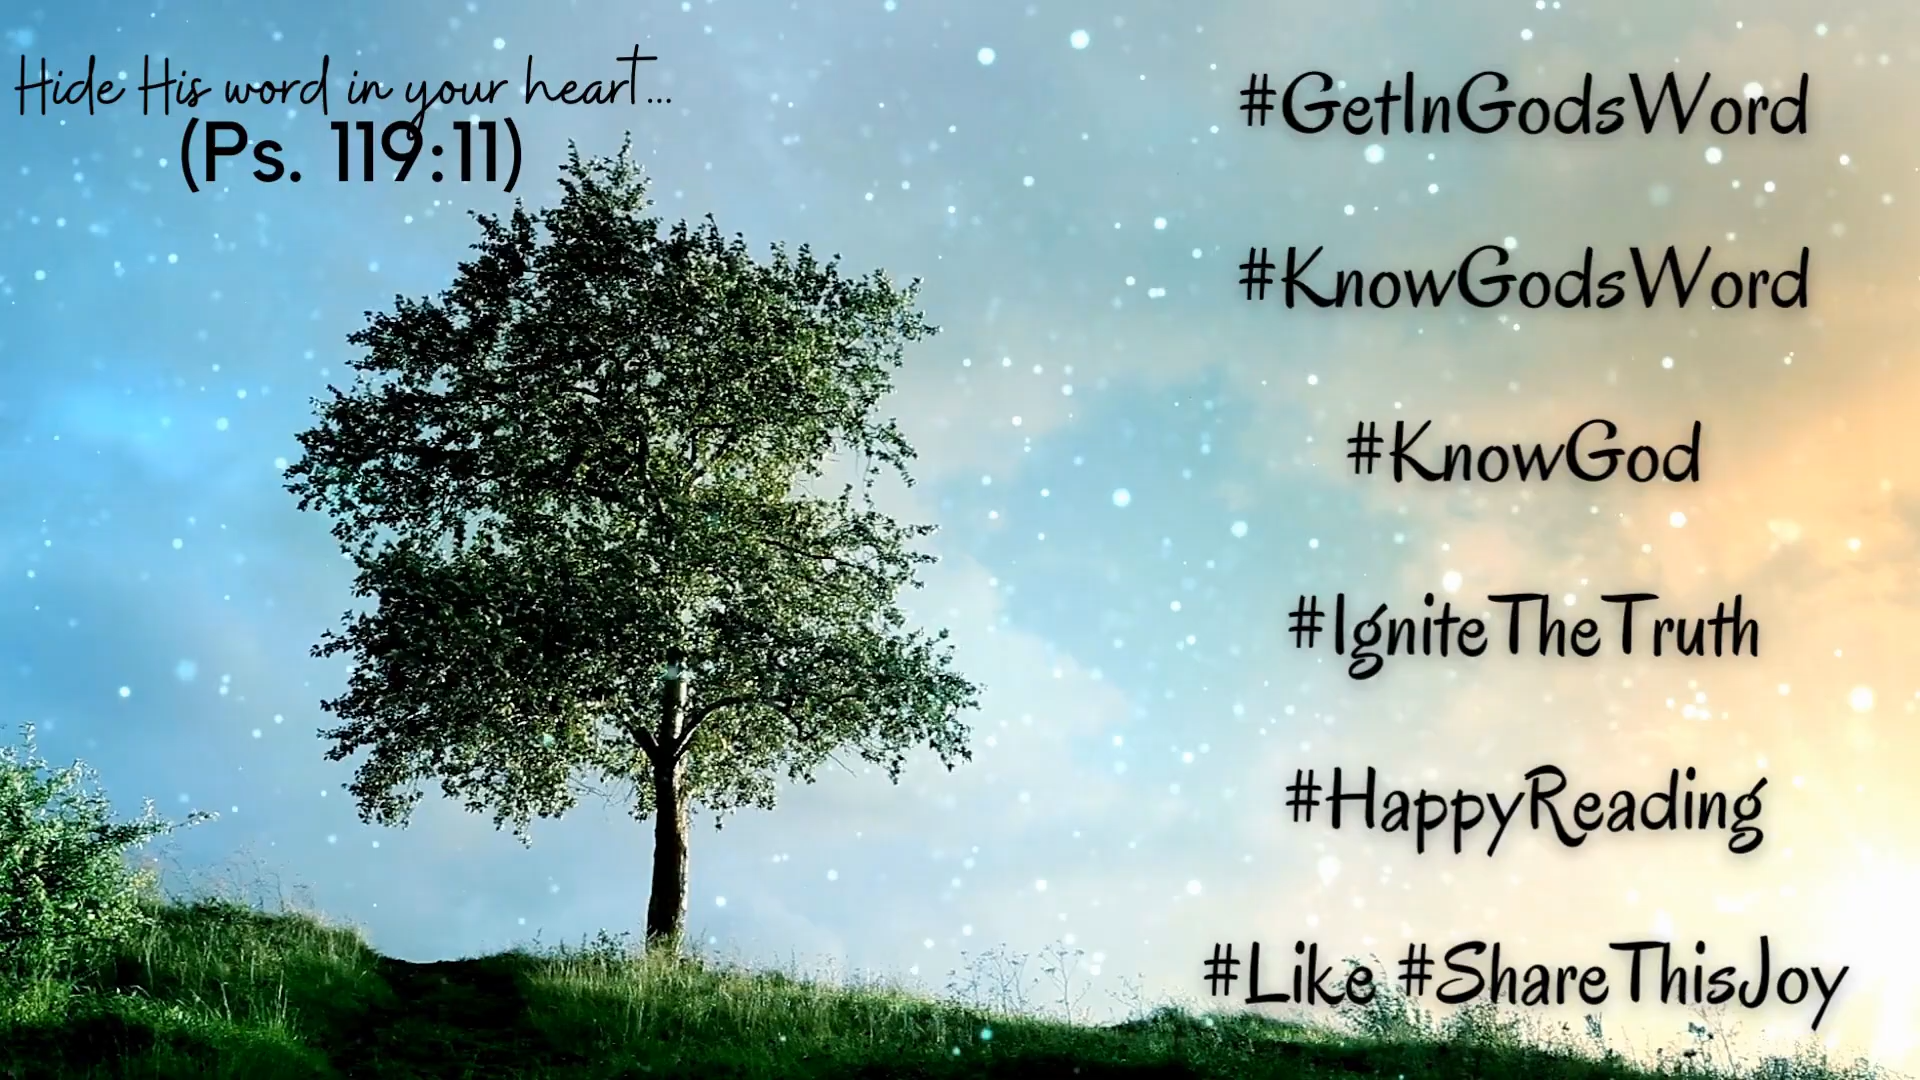 Hide His word in your heart...
(Ps. 119:11)
#GetInGodsWord
#KnowGodsWord
#KnowGod
#IgniteTheTruth
#HappyReading
#Like #ShareThisJoy